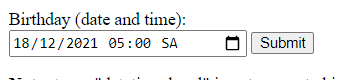 Birthday (date and time):
18/12/2021 05:00 SA Submit